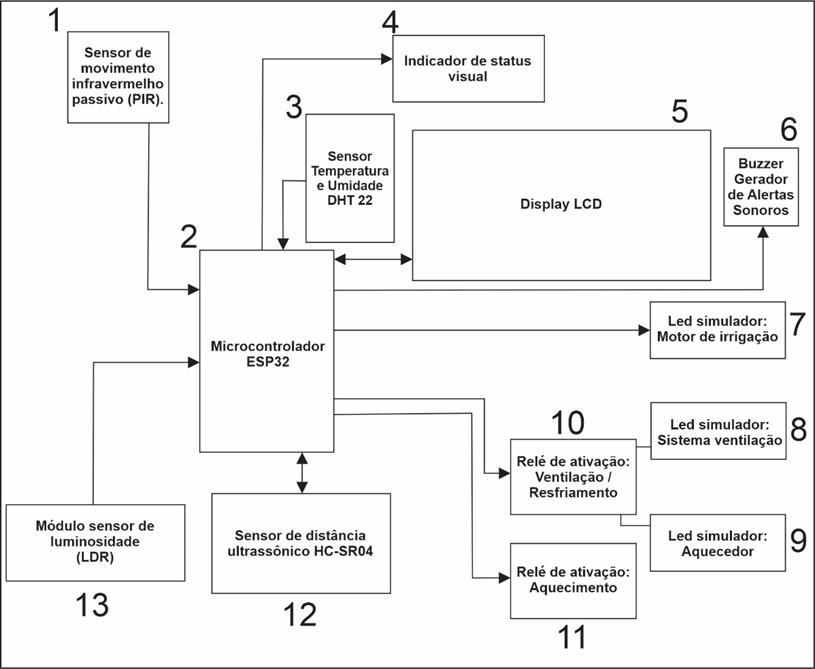 1
Sensor de
movimento
infravermelho
passivo (PIR).
4
Indicador de status
visual
3
Sensor
Temperatura
e Umidade
DHT 22
5
Display LCD
6
Buzzer
Gerador
de Alertas
Sonoros
2
Microcontrolador
ESP32
Led simulador:
Motor de irrigação
7
10
Relé de ativação:
Ventilação /
Resfriamento
Led simulador:
Sistema ventilação
8
Led simulador:
Aquecedor
9
Relé de ativação:
Aquecimento
11
Sensor de distância
ultrassônico HC-SR04
12
Módulo sensor de
luminosidade
(LDR)
13